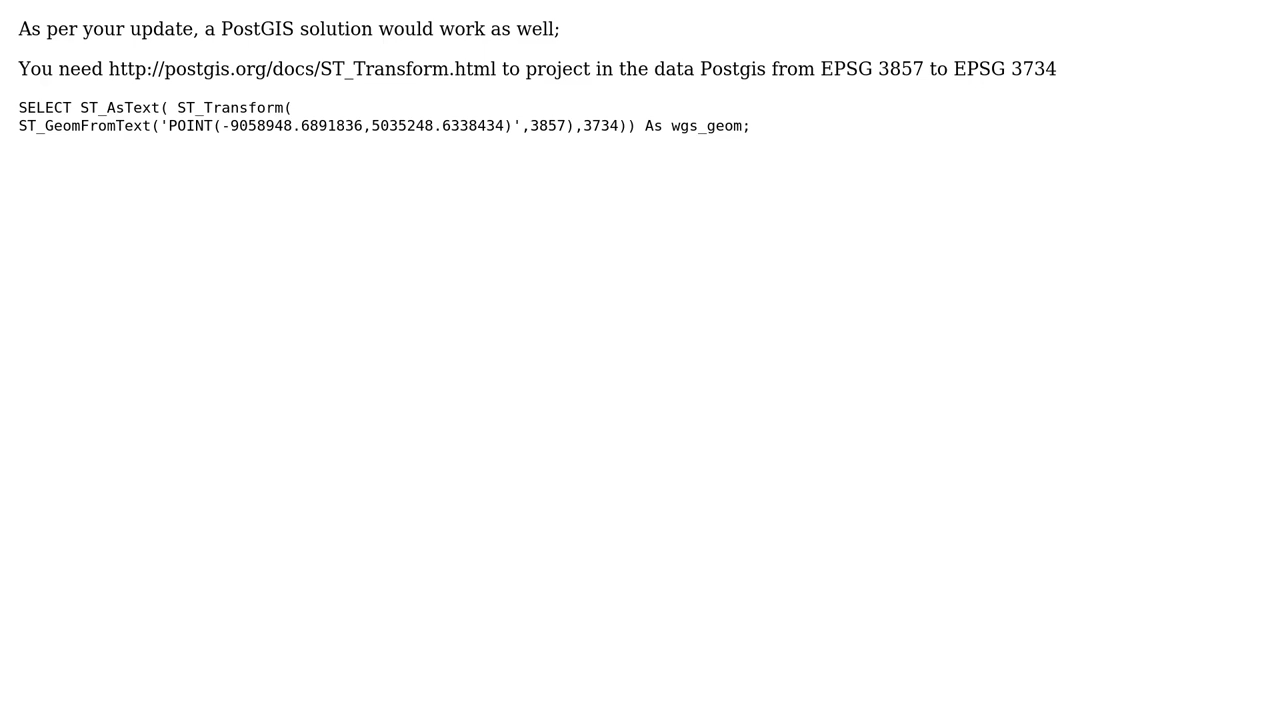 As per your update, a PostGIS solution would work as well;
You need http://postgis.org/docs/ST_Transform.html to project in the data Postgis from EPSG 3857 to EPSG 3734
SELECT ST_AsText( ST_Transform(
ST_GeomFromText('POINT(-9058948.6891836,5035248.6338434)',3857),3734)) As wgs_geom;